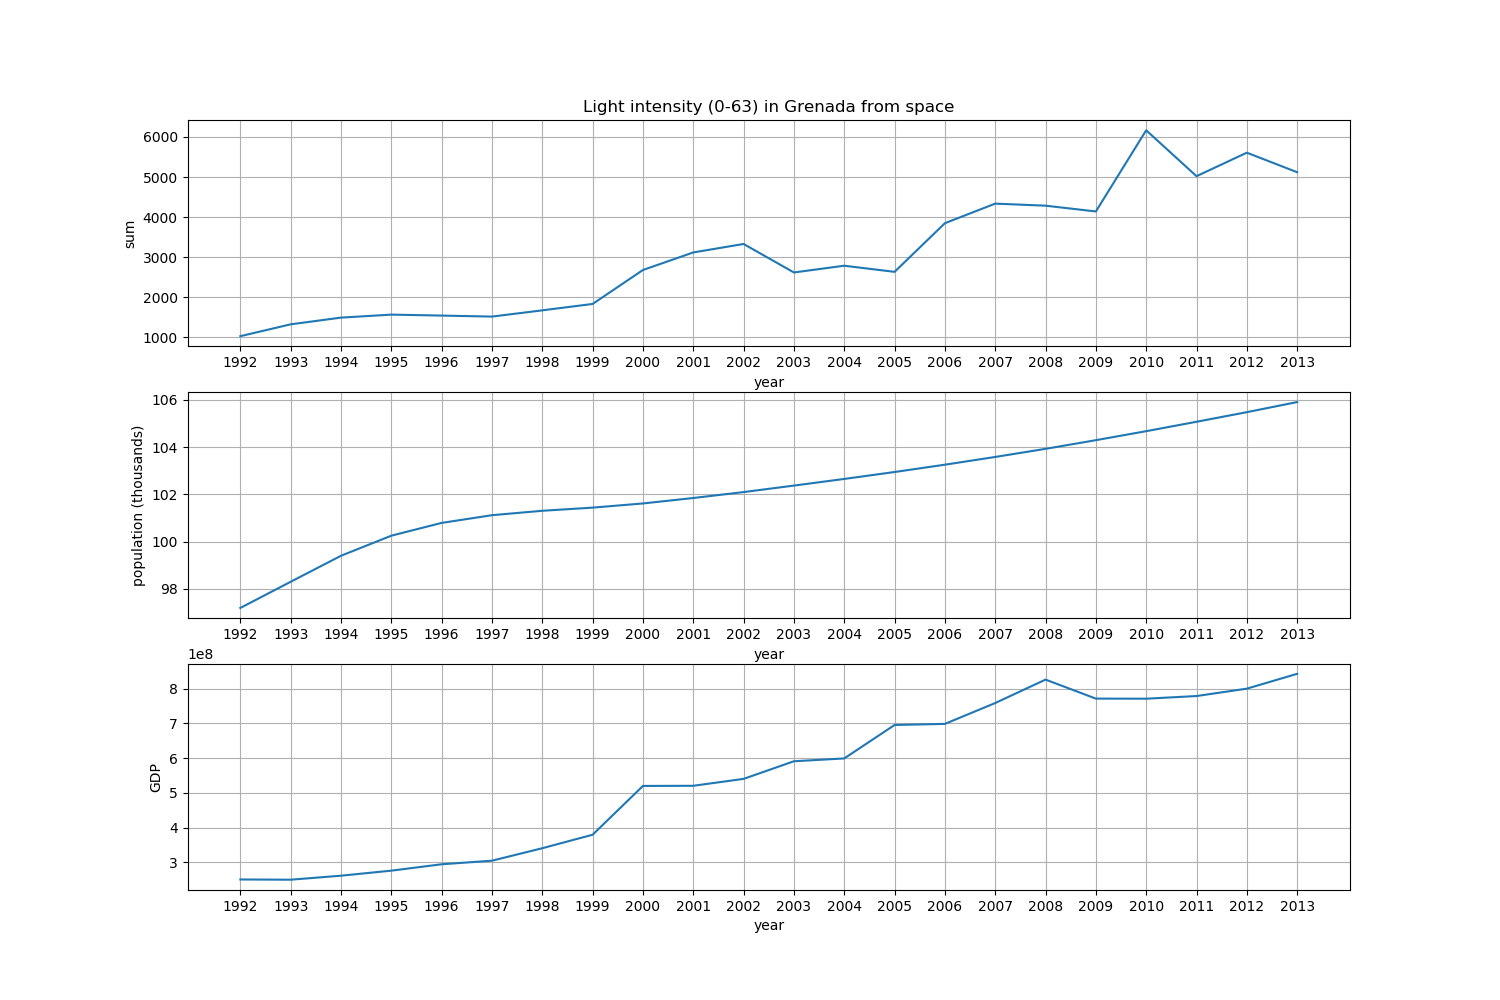 Light intensity (0-63) in Grenada from space
6000
5000
4000
3000
2000
1000
sum
1992 1993 1994 1995 1996 1997 1998 1999 2000 2001 2002 2003 2004 2005 2006 2007 2008 2009 2010 2011 2012 2013
year
106
104
102
100
98
population (thousands)
1992 1993 1994 1995 1996 1997 1998 1999 2000 2001 2002 2003 2004 2005 2006 2007 2008 2009 2010 2011 2012 2013
year
1e8
8
7
6
5
4
3
GDP
1992 1993 1994 1995 1996 1997 1998 1999 2000 2001 2002 2003 2004 2005 2006 2007 2008 2009 2010 2011 2012 2013
year